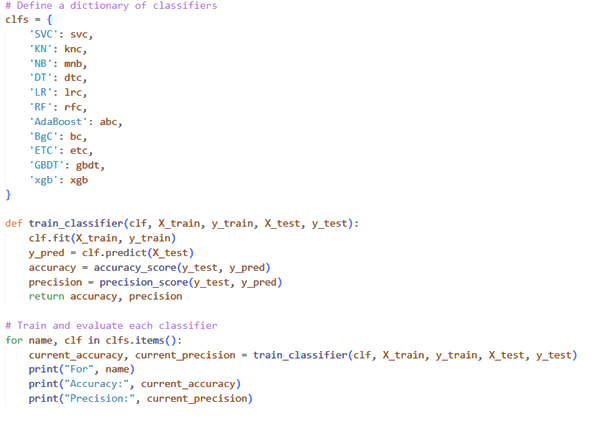 # Define a dictionary of classifiers
clfs = {
    'SVC': svc,
    'KN': knc,
    'NB': mnb,
    'DT': dtc,
    'LR': lrc,
    'RF': rfc,
    'AdaBoost': abc,
    'BgC': bc,
    'ETC': etc,
    'GBDT': gbdt,
    'xgb': xgb
}
def train_classifier(clf, X_train, y_train, X_test, y_test):
    clf.fit(X_train, y_train)
    y_pred = clf.predict(X_test)
    accuracy = accuracy_score(y_test, y_pred)
    precision = precision_score(y_test, y_pred)
    return accuracy, precision
# Train and evaluate each classifier
for name, clf in clfs.items():
    current_accuracy, current_precision = train_classifier(clf, X_train, y_train, X_test, y_test)
    print("For", name)
    print("Accuracy:", current_accuracy)
    print("Precision:", current_precision)